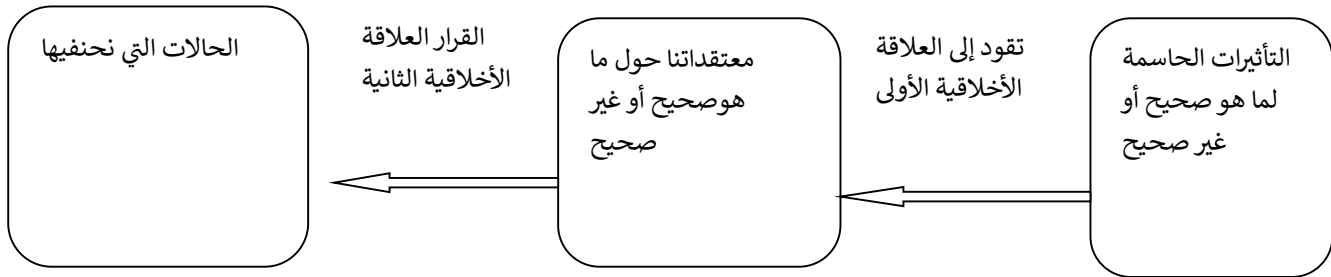 التأثيرات الحاسمة
لما هو صحيح أو
غير صحيح
تقود إلى العلاقة
الأخلاقية الأولى
معتقداتنا حول ما
هوصحيح أو غير
صحيح
القرار العلاقة
الأخلاقية الثانية
الحالات التي نحنفيها